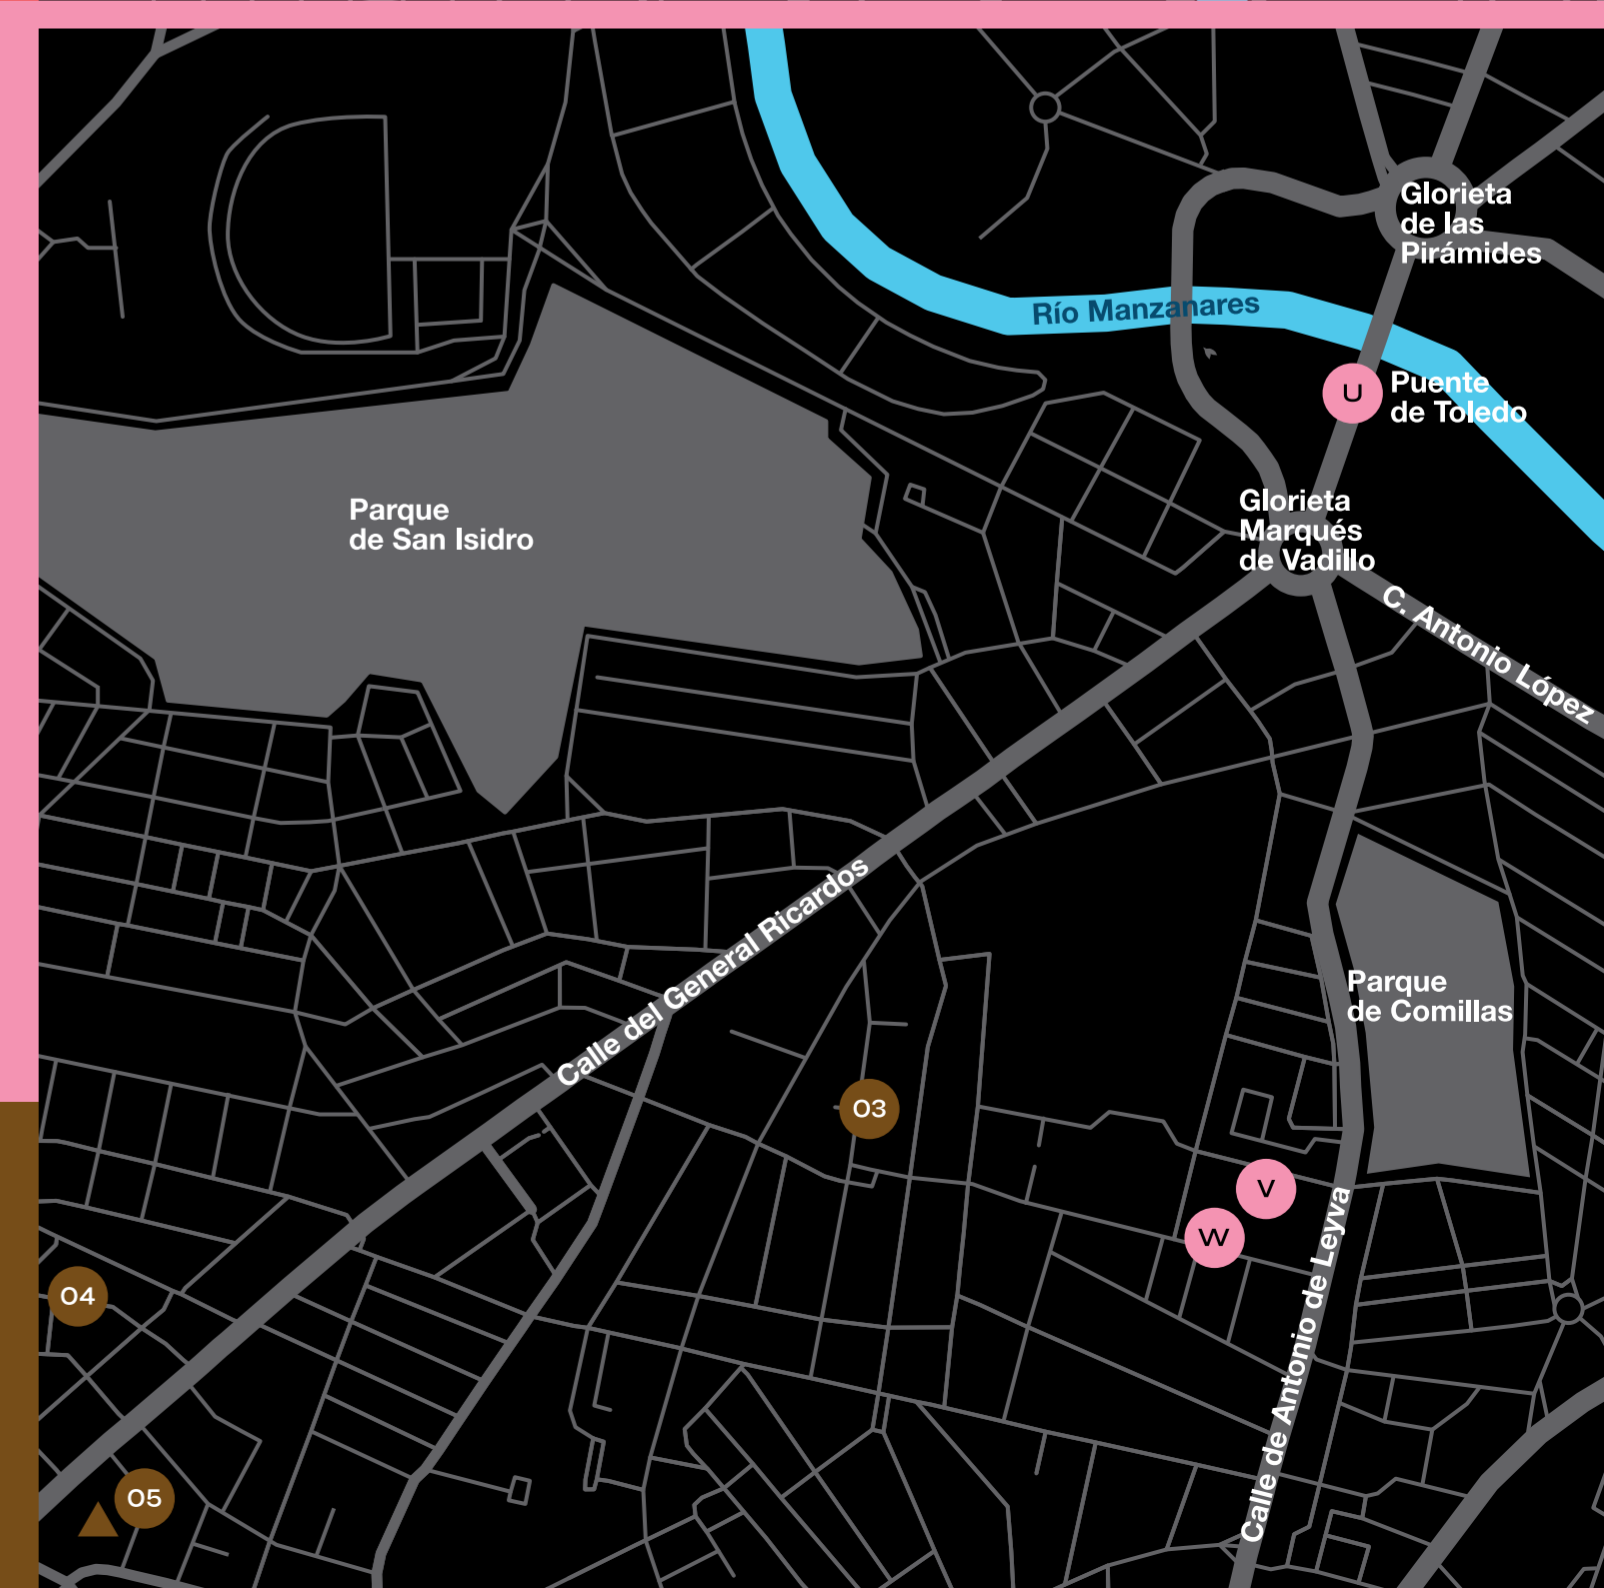 Glorieta
de las
Pirámides
Río Manzanares
U
Puente
de Toledo
Parque
de San Isidro
Glorieta
Marqués
de Vadillo
C. Antonio López
Calle del General Ricardos
Parque
de Comillas
03
V
W
Calle de Antonio de Leyva
04
05